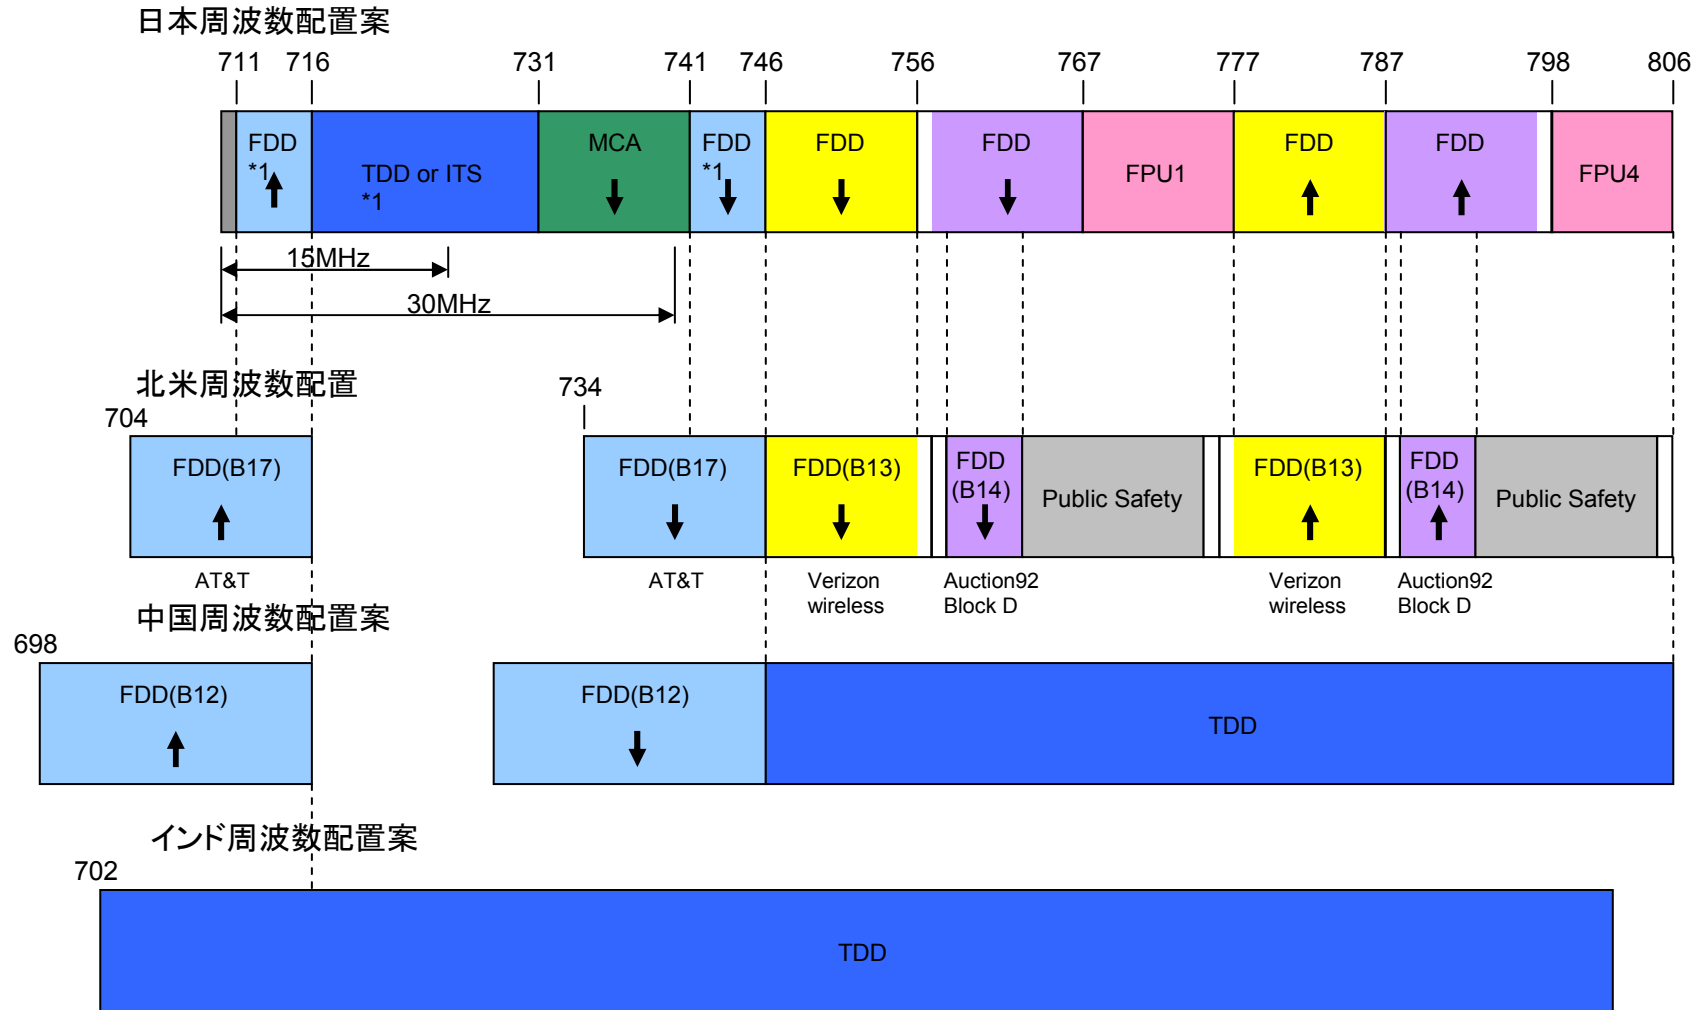 日本周波数配置案
711 716 731 741 746 756 767 777 787 798 806
FDD
*1
TDD or ITS
*1
MCA
FDD
*1
FDD
FDD
FPU1
FDD
FDD
FPU4
15MHz
30MHz
北米周波数配置
704
734
FDD(B17)
FDD(B17)
FDD(B13)
FDD
(B14)
Public Safety
FDD(B13)
FDD
(B14)
Public Safety
AT&T
AT&T
Verizon
wireless
Auction92
Block D
Verizon
wireless
Auction92
Block D
中国周波数配置案
698
FDD(B12)
FDD(B12)
TDD
インド周波数配置案
702
TDD